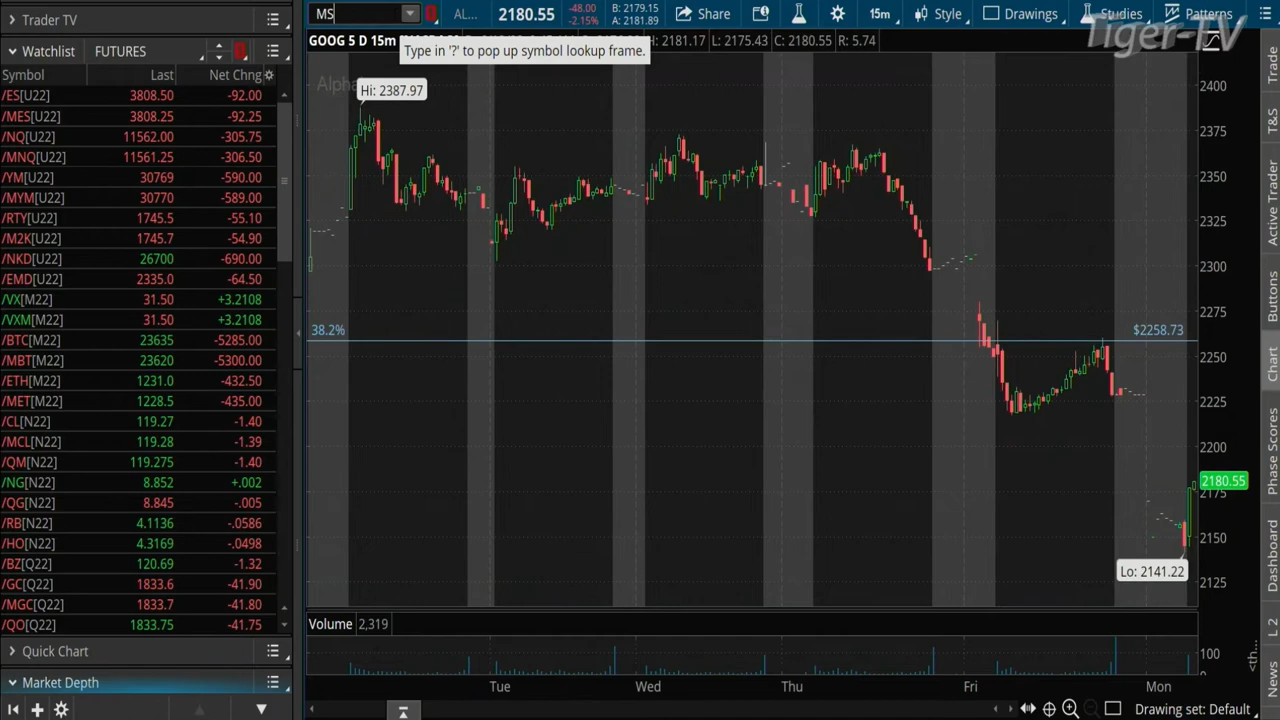 Trader TV
MS
AL...
2180.55
-48.00
-2.15%
B: 2179.15
A: 2181.89
Share
15m
Style
Drawings
Studies
Patterns
Tiger-TV
Watchlist
FUTURES
GOOG 5 D 15m
Type in '?' to pop up symbol lookup frame.
H: 2181.17
L: 2175.43
C: 2180.55
R: 5.74
Symbol Last Net Chng
/ES[U22] 3808.50 -92.00
/MES[U22] 3808.25 -92.25
/NQ[U22] 11562.00 -305.75
/MNQ[U22] 11561.25 -306.50
/YM[U22] 30769 -590.00
/MYM[U22] 30770 -589.00
/RTY[U22] 1745.5 -55.10
/M2K[U22] 1745.7 -54.90
/NKD[U22] 26700 -690.00
/EMD[U22] 2335.0 -64.50
/VX[M22] 31.50 +3.2108
/VXM[M22] 31.50 +3.2108
/BTC[M22] 23635 -5285.00
/MBT[M22] 23620 -5300.00
/ETH[M22] 1231.0 -432.50
/MET[M22] 1228.5 -435.00
/CL[N22] 119.27 -1.40
/MCL[N22] 119.28 -1.39
/QM[N22] 119.275 -1.40
/NG[N22] 8.852 +.002
/QG[N22] 8.845 -.005
/RB[N22] 4.1136 -.0586
/HO[N22] 4.3169 -.0498
/BZ[Q22] 120.69 -1.32
/GC[Q22] 1833.6 -41.90
/MGC[Q22] 1833.7 -41.80
/QO[Q22] 1833.75 -41.75
Quick Chart
Market Depth
Alpha
Hi: 2387.97
38.2%
$2258.73
Lo: 2141.22
2400
2375
2350
2325
2300
2275
2250
2225
2200
2180.55
2175
2150
2125
Volume 2,319
100
0
Tue Wed Thu Fri Mon
Drawing set: Default
Trade
T&S
Active Trader
Buttons
Chart
Phase Scores
Dashboard
L 2
News